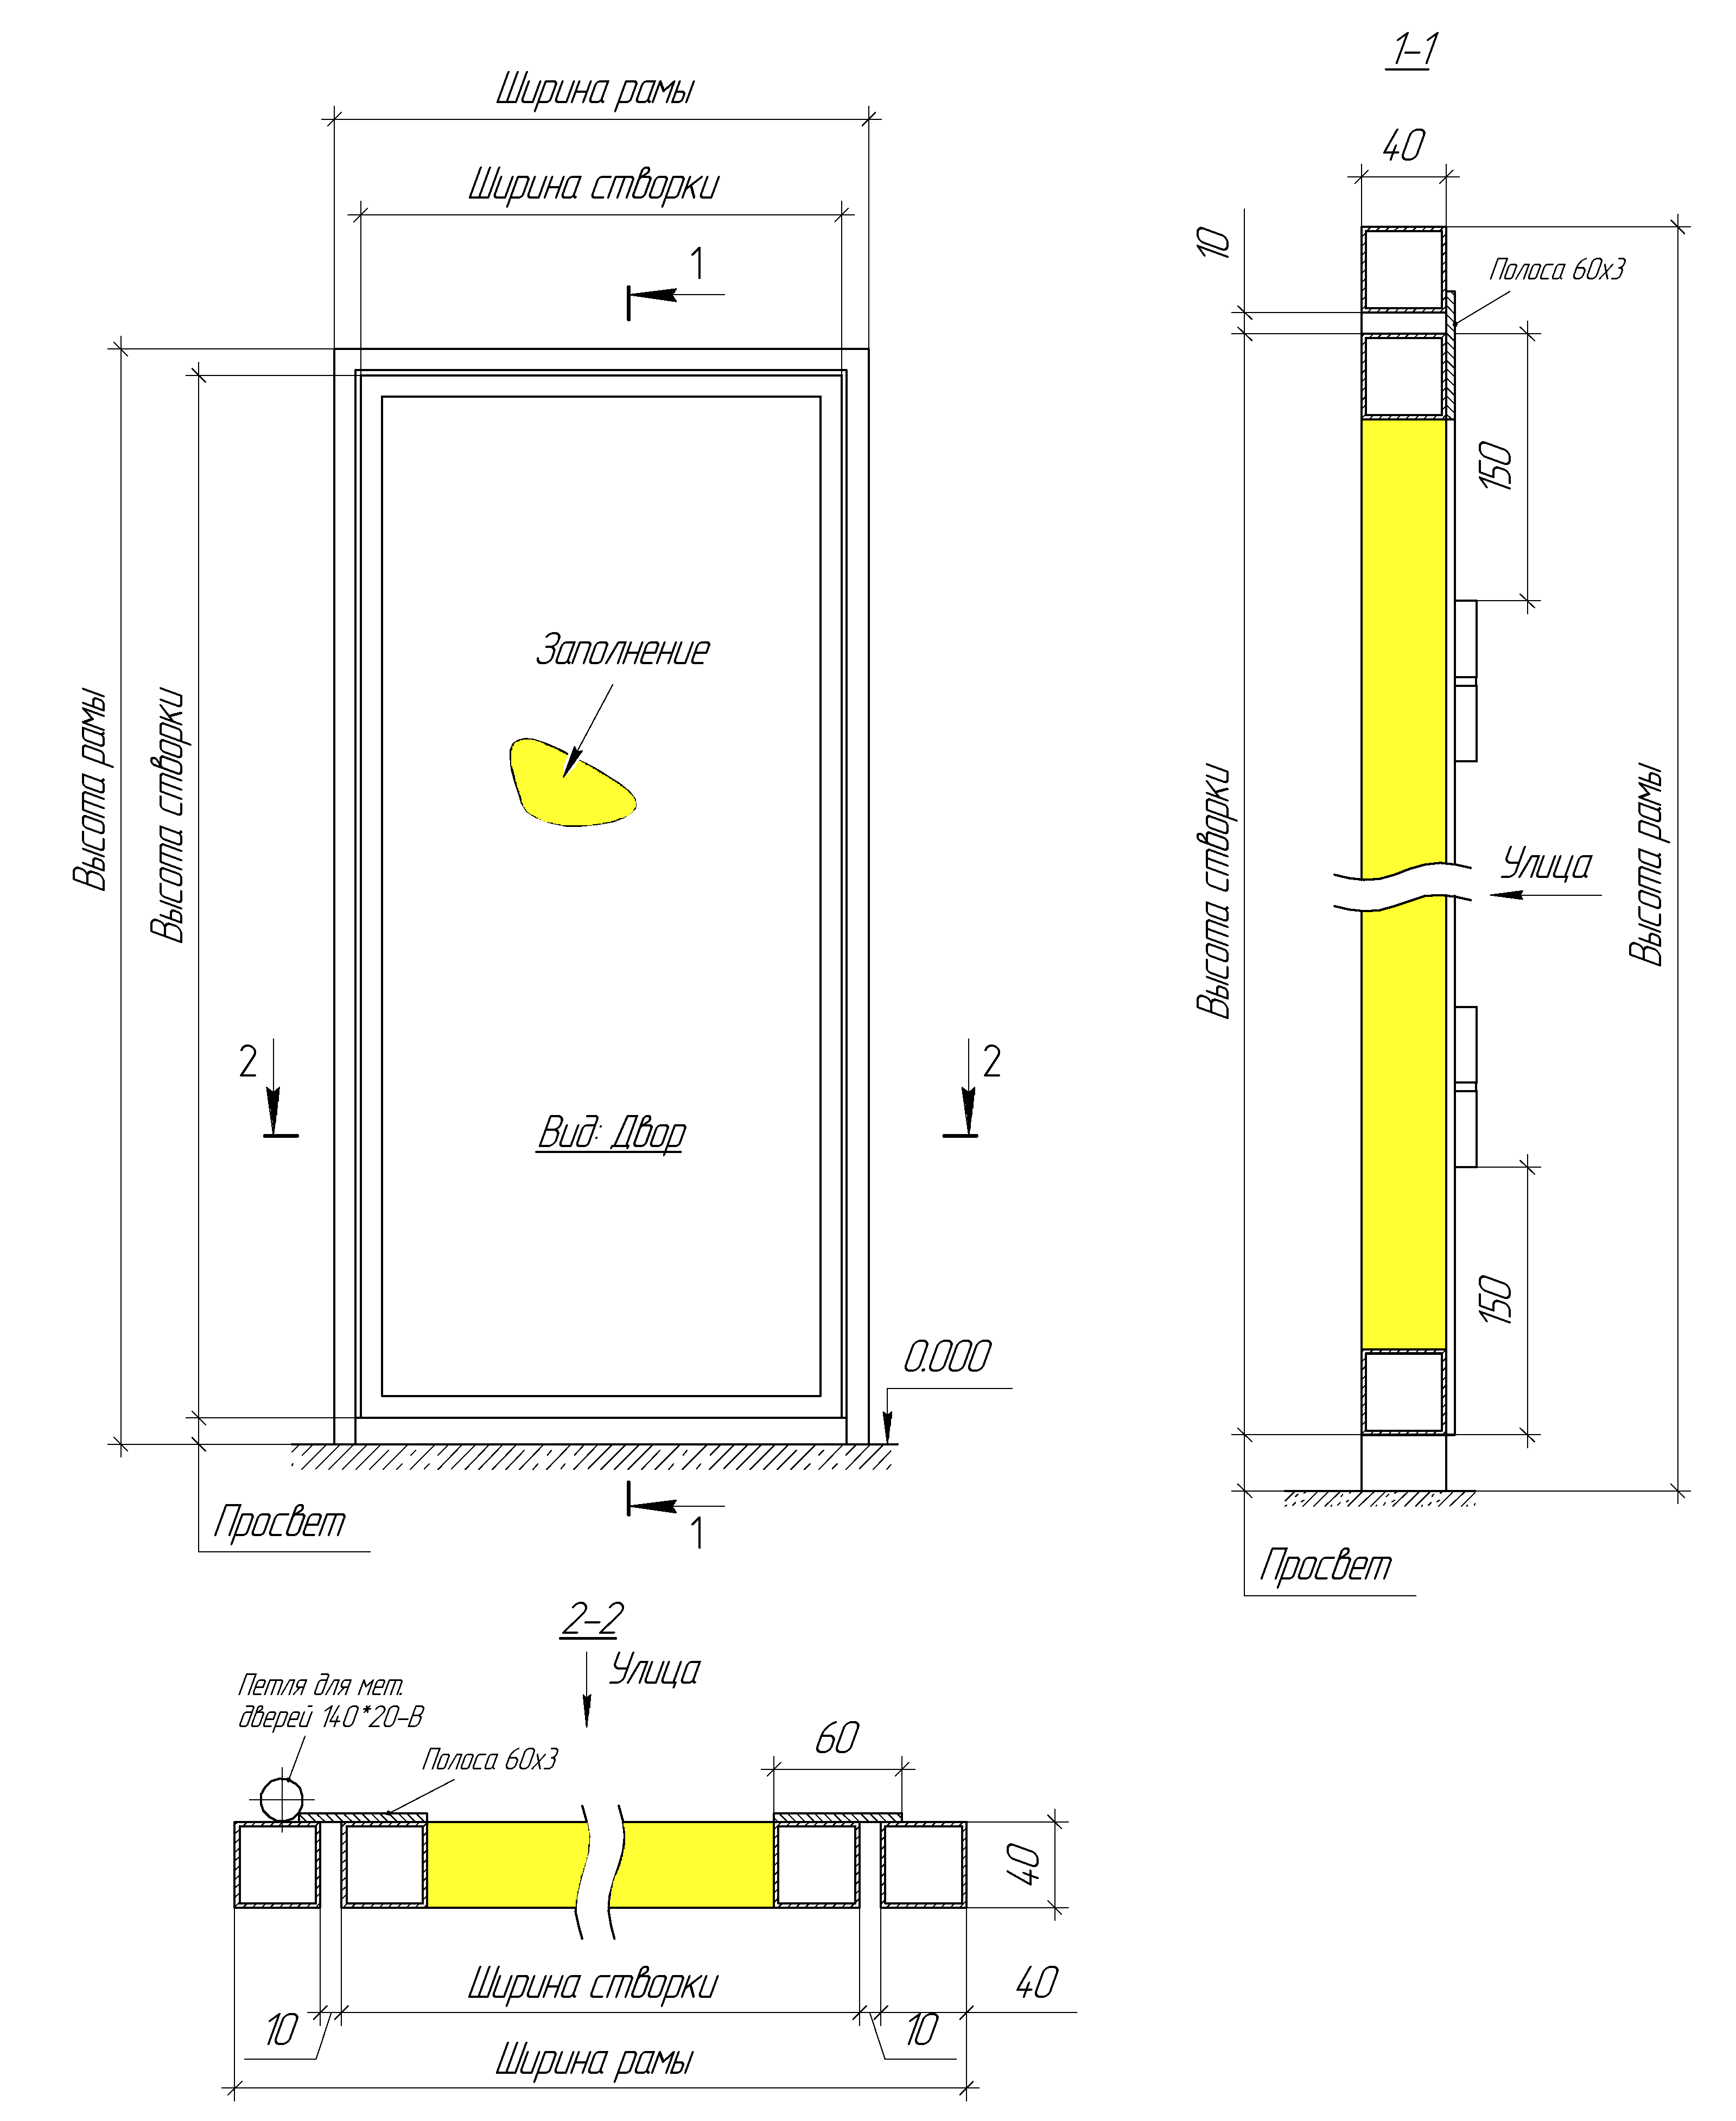 Ширина рамы
Ширина створки
1
Высота рамы
Высота створки
Заполнение
2
2
Вид: Двор
0.000
Просвет
1
1-1
40
10
Полоса 60х3
150
Высота створки
Улица
Высота рамы
150
Просвет
2-2
Улица
Петля для мет.
дверей 140*20-В
Полоса 60х3
60
40
Ширина створки
40
10
10
Ширина рамы